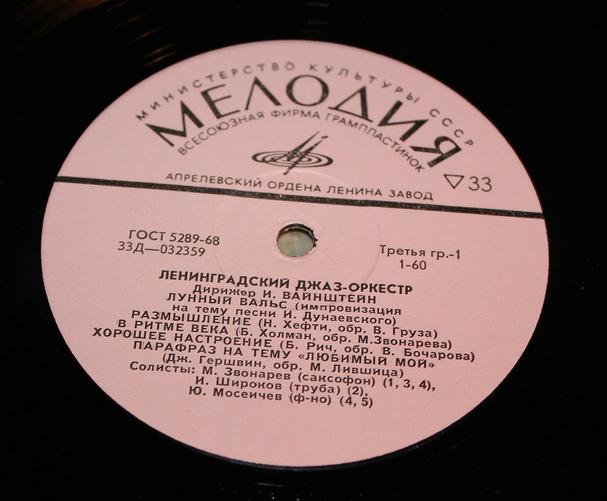 МИНИСТЕРСТВО КУЛЬТУРЫ СССР
МЕЛОДИЯ
ВСЕСОЮЗНАЯ ФИРМА ГРАМПЛАСТИНОК
33
АПРЕЛЕВСКИЙ ОРДЕНА ЛЕНИНА ЗАВОД
ГОСТ 5289-68
33Д—032359
Третья гр.-1
1-60
ЛЕНИНГРАДСКИЙ ДЖАЗ-ОРКЕСТР
Дирижер И. ВАЙНШТЕЙН
ЛУННЫЙ ВАЛЬС (импровизация
на тему песни И. Дунаевского)
РАЗМЫШЛЕНИЕ (Н. Хефти, обр. В. Груза)
В РИТМЕ ВЕКА (Б. Холман, обр. М.Звонарева)
ХОРОШЕЕ НАСТРОЕНИЕ (Б. Рич, обр. В. Бочарова)
ПАРАФРАЗ НА ТЕМУ «ЛЮБИМЫЙ МОЙ»
(Дж. Гершвин, обр. М. Лившица)
Солисты: М. Звонарев (саксофон) (1, 3, 4),
И. Широков (труба) (2),
Ю. Мосеичев (ф-но) (4, 5)